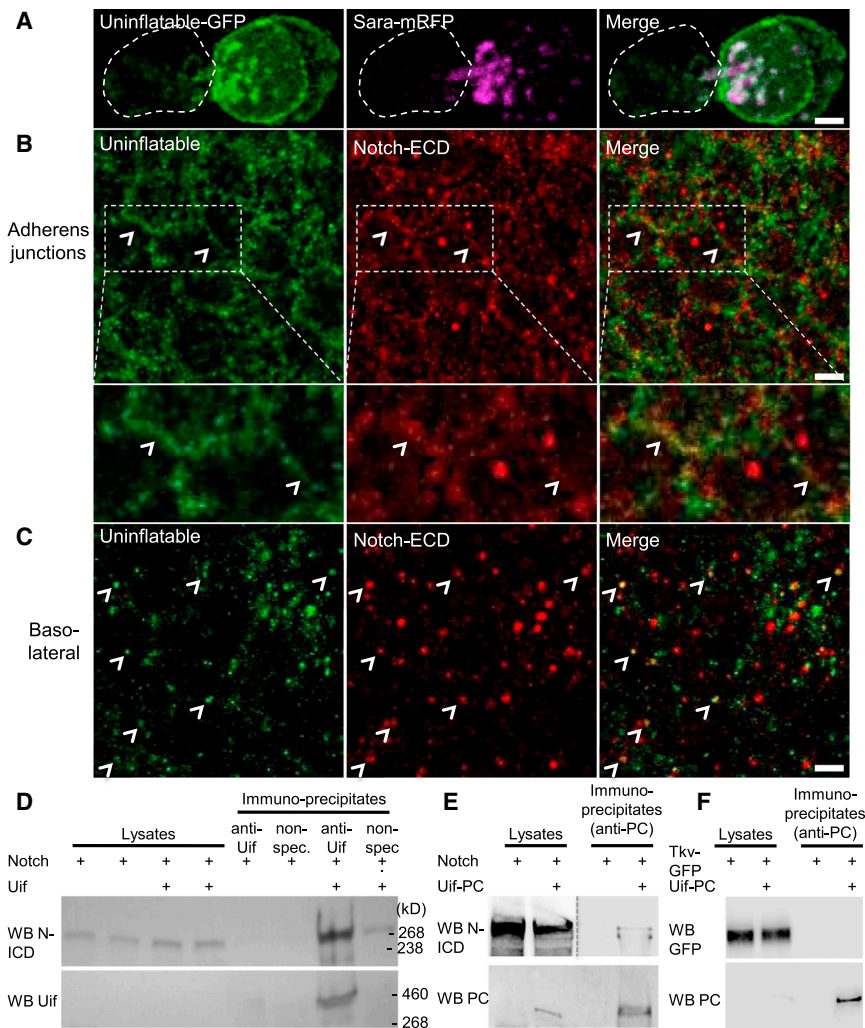 A
Uninflatable-GFP
Sara-mRFP
Merge
B
Uninflatable
Notch-ECD
Merge
Adherens
junctions
C
Uninflatable
Notch-ECD
Merge
Baso-
lateral
D
Immuno-precipitates
Lysates
anti-
Uif
non-
spec.
anti-
Uif
non-
spec
.
Notch + + + + + + + +
Uif + + + +
(kD)
WB N-
ICD
- 268
- 238
WB Uif
- 460
268
E
Immuno-
precipitates
(anti-PC)
Lysates
Notch + + + +
Uif-PC + +
WB N-
ICD
WB PC
F
Immuno-
precipitates
(anti-PC)
Lysates
Tkv-
GFP
+ + + +
Uif-PC + +
WB
GFP
WB PC